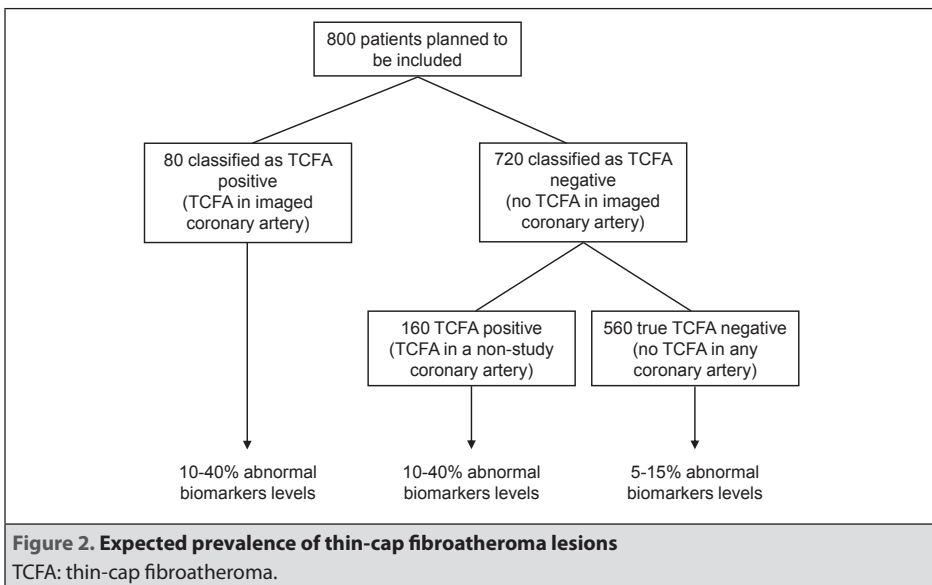 800 patients planned to
be included
80 classified as TCFA
positive
(TCFA in imaged
coronary artery)
720 classified as TCFA
negative
(no TCFA in imaged
coronary artery)
160 TCFA positive
(TCFA in a non-study
coronary artery)
560 true TCFA negative
(no TCFA in any
coronary artery)
10-40% abnormal
biomarkers levels
10-40% abnormal
biomarkers levels
5-15% abnormal
biomarkers levels
Figure 2. Expected prevalence of thin-cap fibroatheroma lesions
TCFA: thin-cap fibroatheroma.